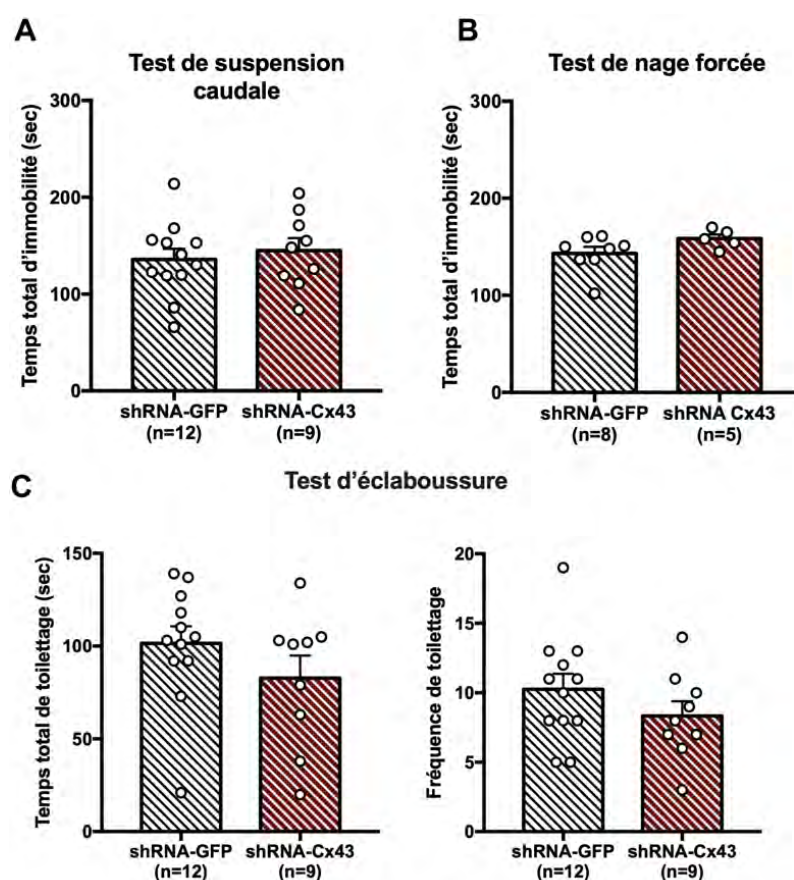 A
Test de suspension
caudale
Temps total d'immobilité (sec)
300
200
100
0
shRNA-GFP
(n=12)
shRNA-Cx43
(n=9)
B
Test de nage forcée
Temps total d'immobilité (sec)
300
200
100
0
shRNA-GFP
(n=8)
shRNA Cx43
(n=5)
C
Test d'éclaboussure
Temps total de toilettage (sec)
150
100
50
0
shRNA-GFP
(n=12)
shRNA-Cx43
(n=9)
Fréquence de toilettage
20
15
10
5
0
shRNA-GFP
(n=12)
shRNA-Cx43
(n=9)